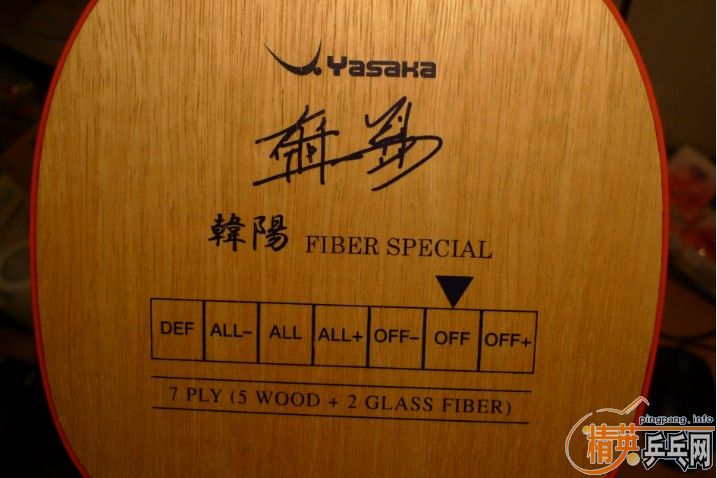 Yasaka
韓陽 FIBER SPECIAL
DEF ALL- ALL ALL+ OFF- OFF OFF+
7 PLY (5 WOOD + 2 GLASS FIBER)
pingpang.info
精英乒乓网